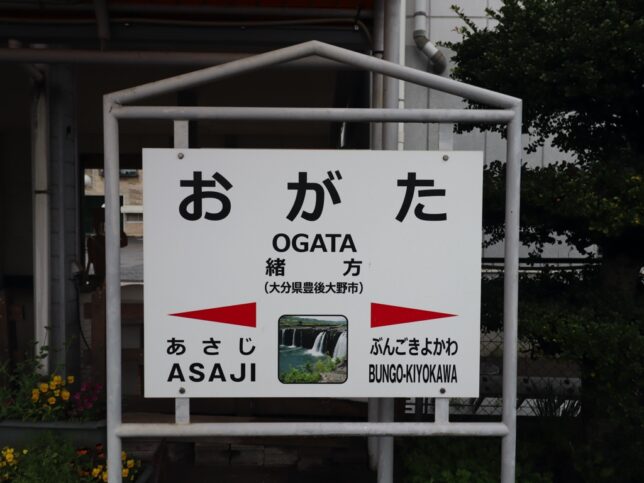 おがた
OGATA
緒方
(大分県豊後大野市)
あさじ
ASAJI
ぶんごきよかわ
BUNGO-KIYOKAWA